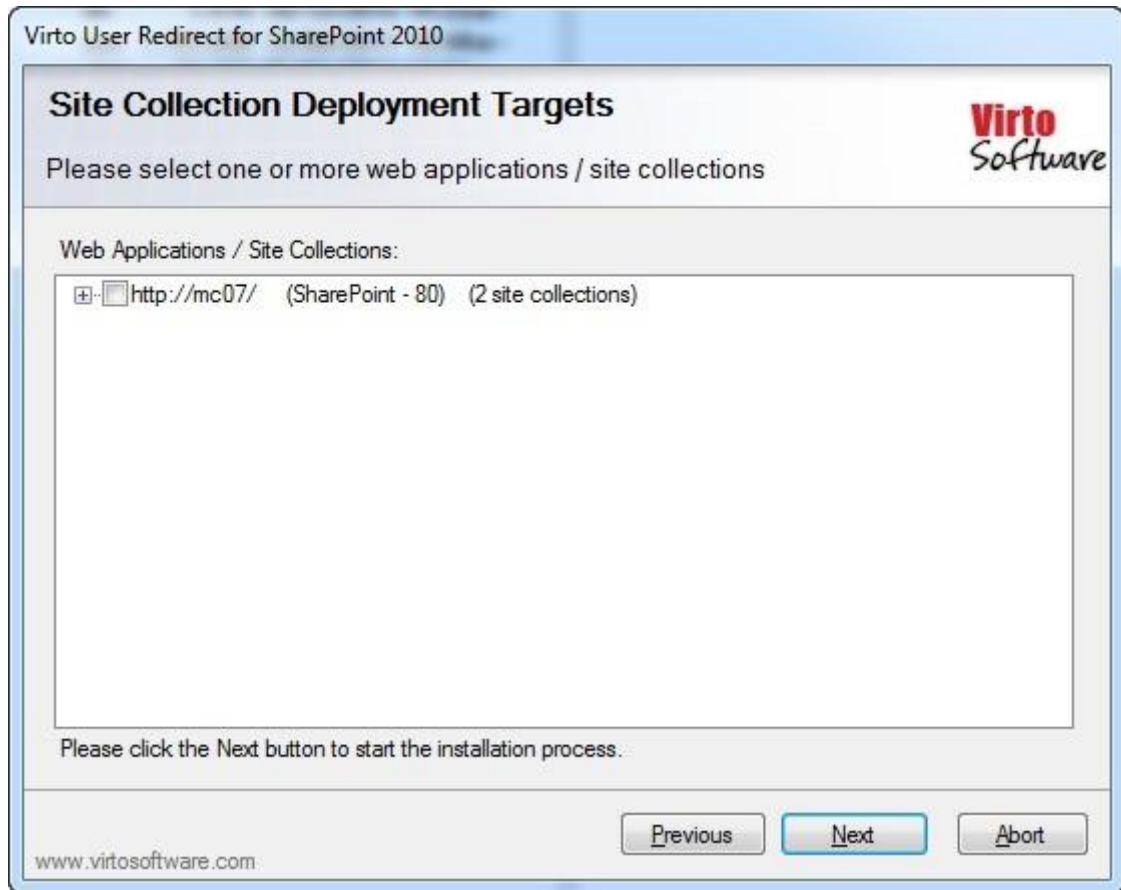 Virto User Redirect for SharePoint 2010
Site Collection Deployment Targets
Please select one or more web applications / site collections
Virto
Software
Web Applications / Site Collections:
http://mc07/ (SharePoint - 80) (2 site collections)
Please click the Next button to start the installation process.
Previous Next Abort
www.virtosoftware.com